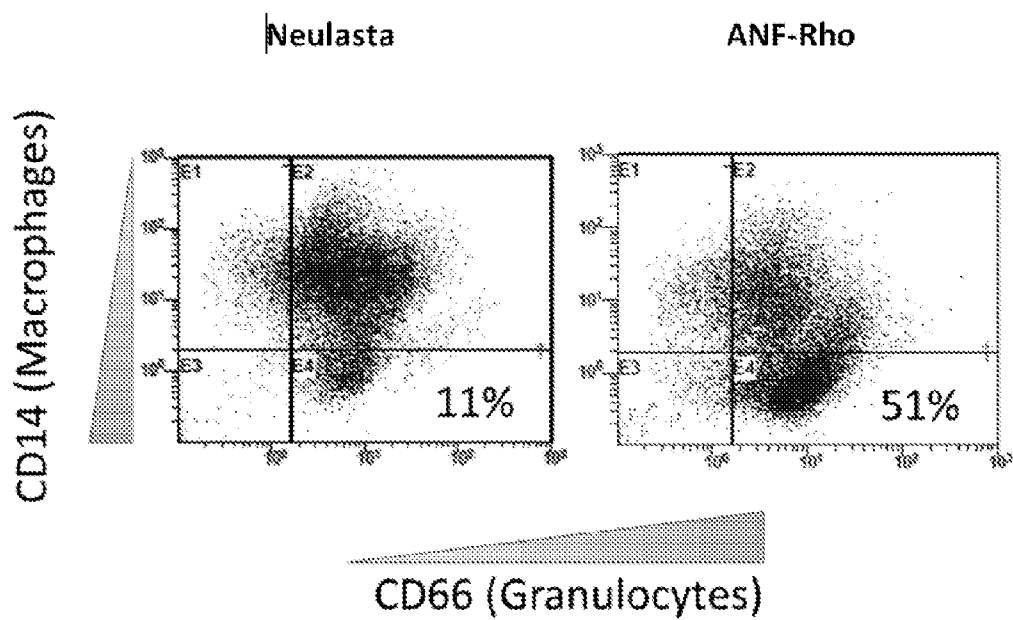 Neulasta
ANF-Rho
CD14 (Macrophages)
E1
E2
E3
E4
11%
E1
E2
E3
E4
51%
CD66 (Granulocytes)